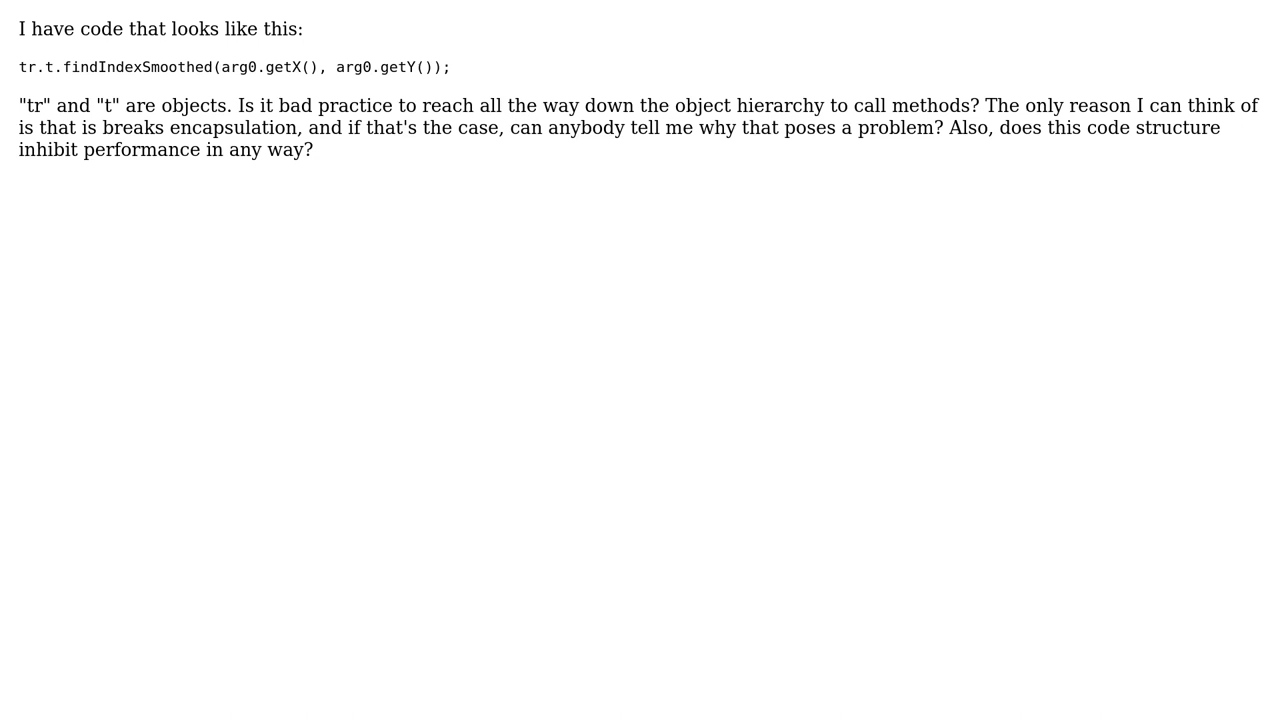 I have code that looks like this:
tr.t.findIndexSmoothed(arg0.getX(), arg0.getY());
"tr" and "t" are objects. Is it bad practice to reach all the way down the object hierarchy to call methods? The only reason I can think of
is that is breaks encapsulation, and if that's the case, can anybody tell me why that poses a problem? Also, does this code structure
inhibit performance in any way?